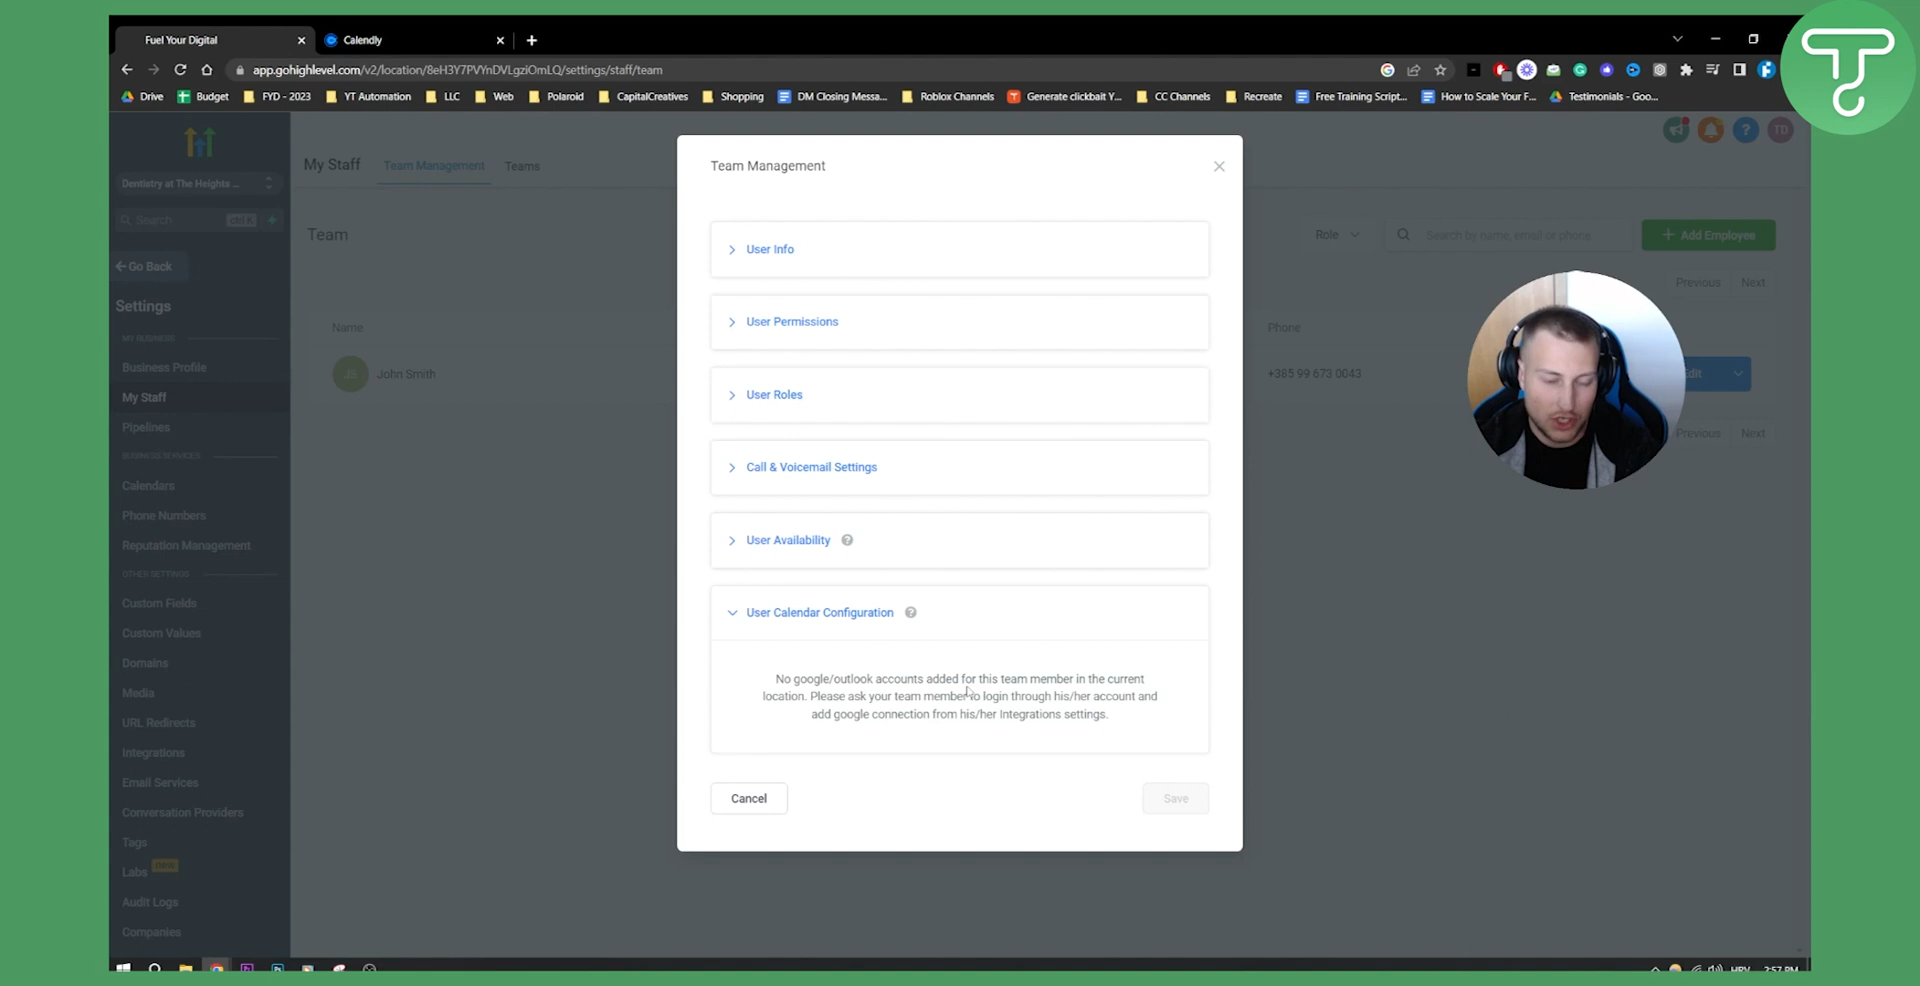 Fuel Your Digital
Calendly
app.gohighlevel.com/v2/location/8eH3Y7PVYnDVLgziOmLQ/settings/staff/team
Drive Budget FYD - 2023 YT Automation LLC Web Polaroid CapitalCreatives Shopping DM Closing Messa... Roblox Channels Generate clickbait Y... CC Channels Recreate Free Training Script... How to Scale Your F... Testimonials - Goo...
Dentistry at The Heights ...
Search ctrl K
Go Back
Settings
MY BUSINESS
Business Profile
My Staff
Pipelines
BUSINESS SERVICES
Calendars
Phone Numbers
Reputation Management
OTHER SETTINGS
Custom Fields
Custom Values
Domains
Media
URL Redirects
Integrations
Email Services
Conversation Providers
Tags
Labs new
Audit Logs
Companies
My Staff Team Management Teams
TD
Team
Role
Search by name, email or phone
+ Add Employee
Previous Next
Name
Phone
JS John Smith
+385 99 673 0043
Previous Next
Team Management
User Info
User Permissions
User Roles
Call & Voicemail Settings
User Availability ?
User Calendar Configuration ?
No google/outlook accounts added for this team member in the current
location. Please ask your team member to login through his/her account and
add google connection from his/her Integrations settings.
Cancel
Save
HRV 2:57 PM